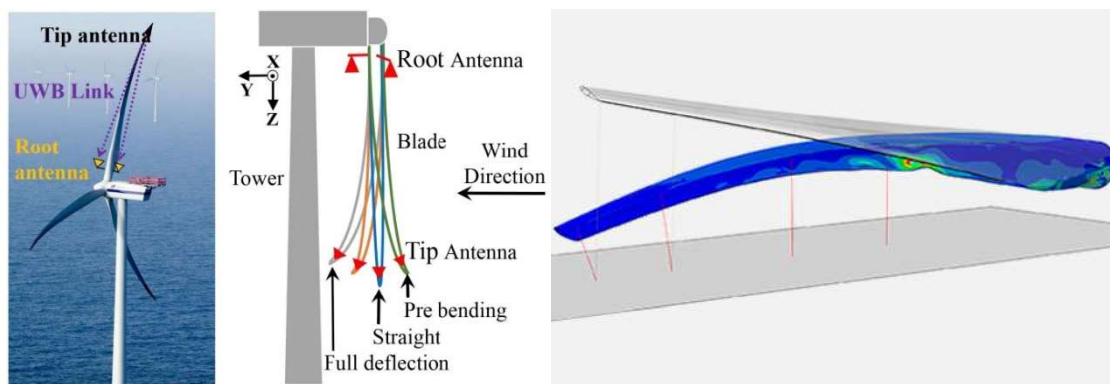 Tip antenna
UWB Link
Root
antenna
Root Antenna
X
Y
Z
Blade
Wind
Direction
Tower
Tip Antenna
Pre bending
Straight
Full deflection